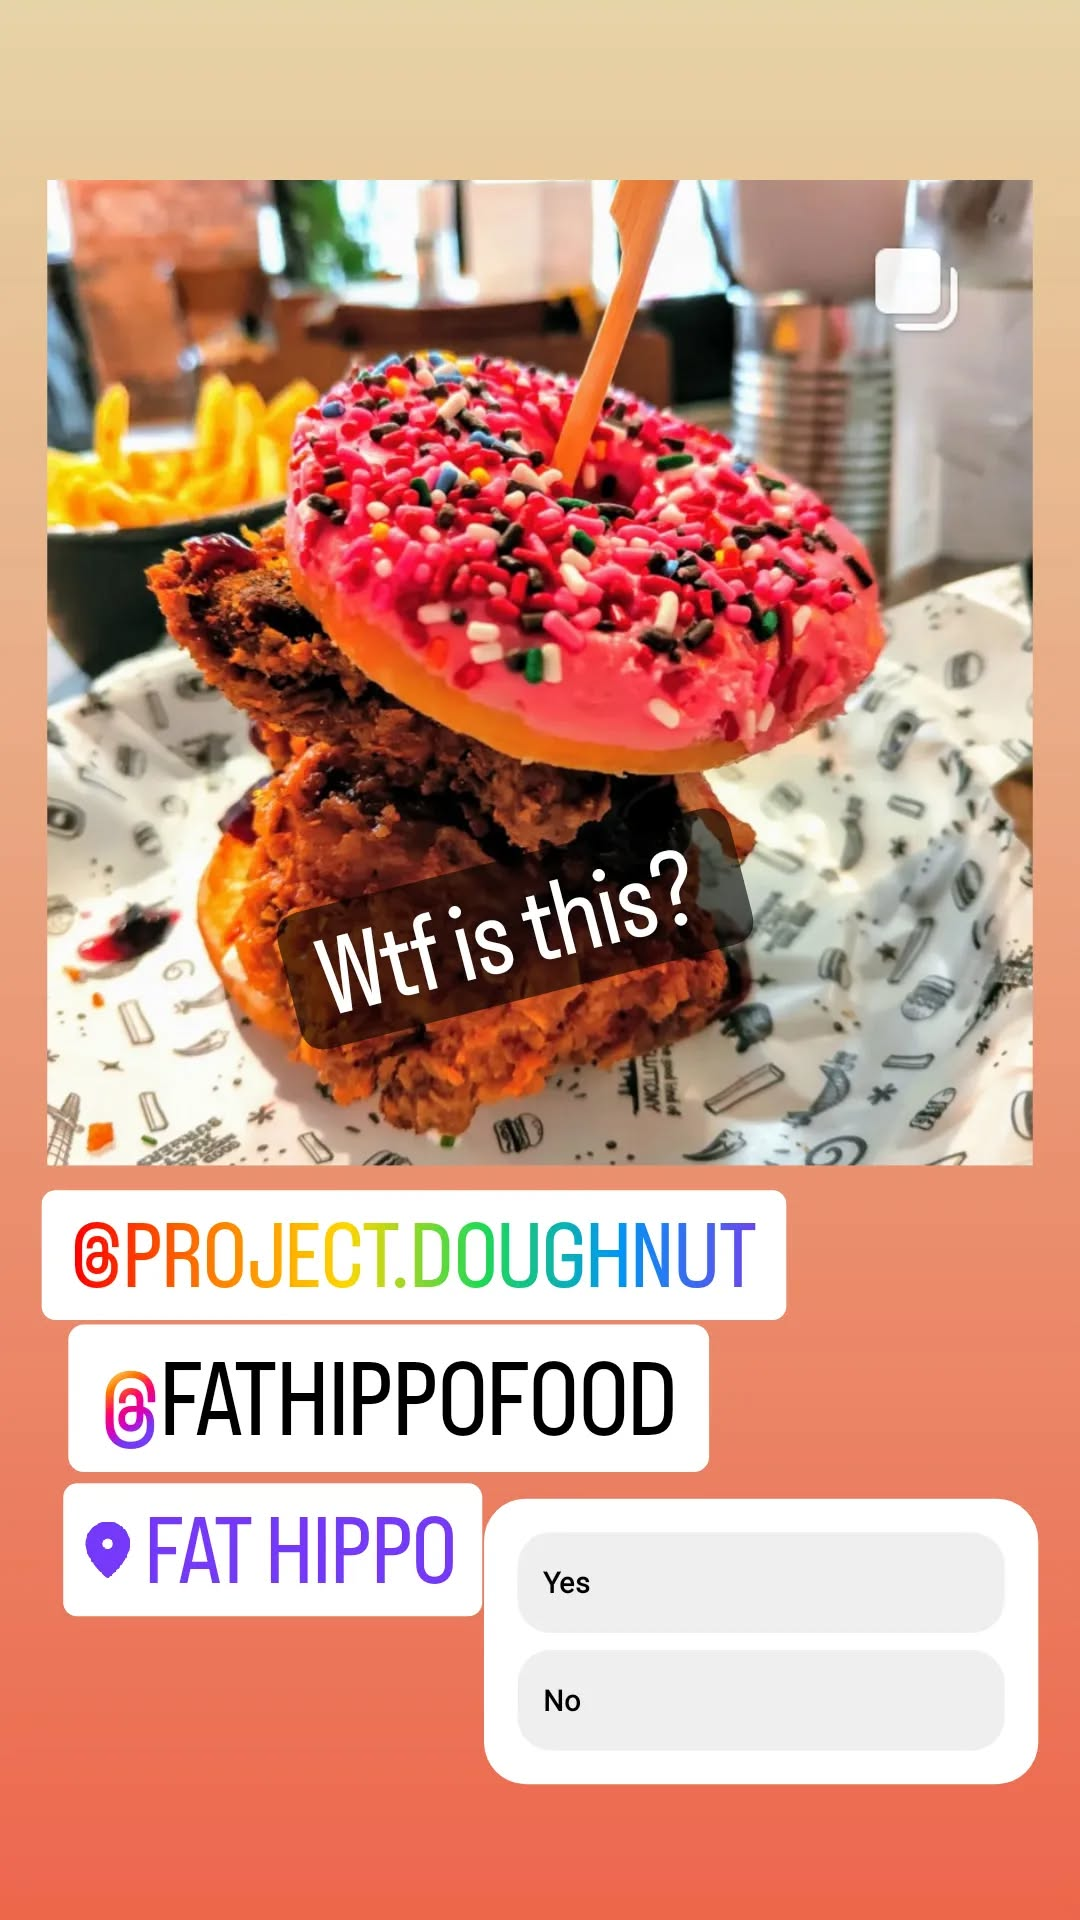 Wtf is this?
@PROJECT.DOUGHNUT
@FATHIPPOFOOD
FAT HIPPO
Yes
No